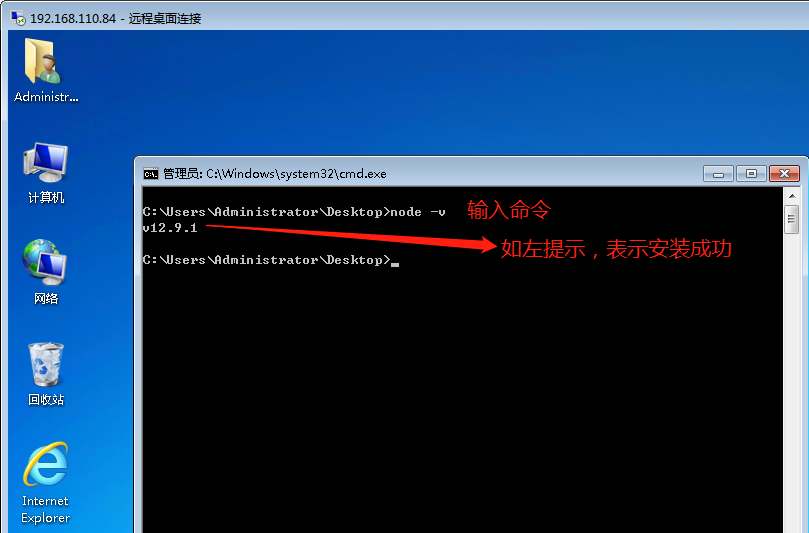 192.168.110.84 - 远程桌面连接
Administr...
计算机
网络
回收站
Internet
Explorer
管理员: C:\Windows\system32\cmd.exe
C:\Users\Administrator\Desktop>node -v 输入命令
v12.9.1
如左提示，表示安装成功
C:\Users\Administrator\Desktop>